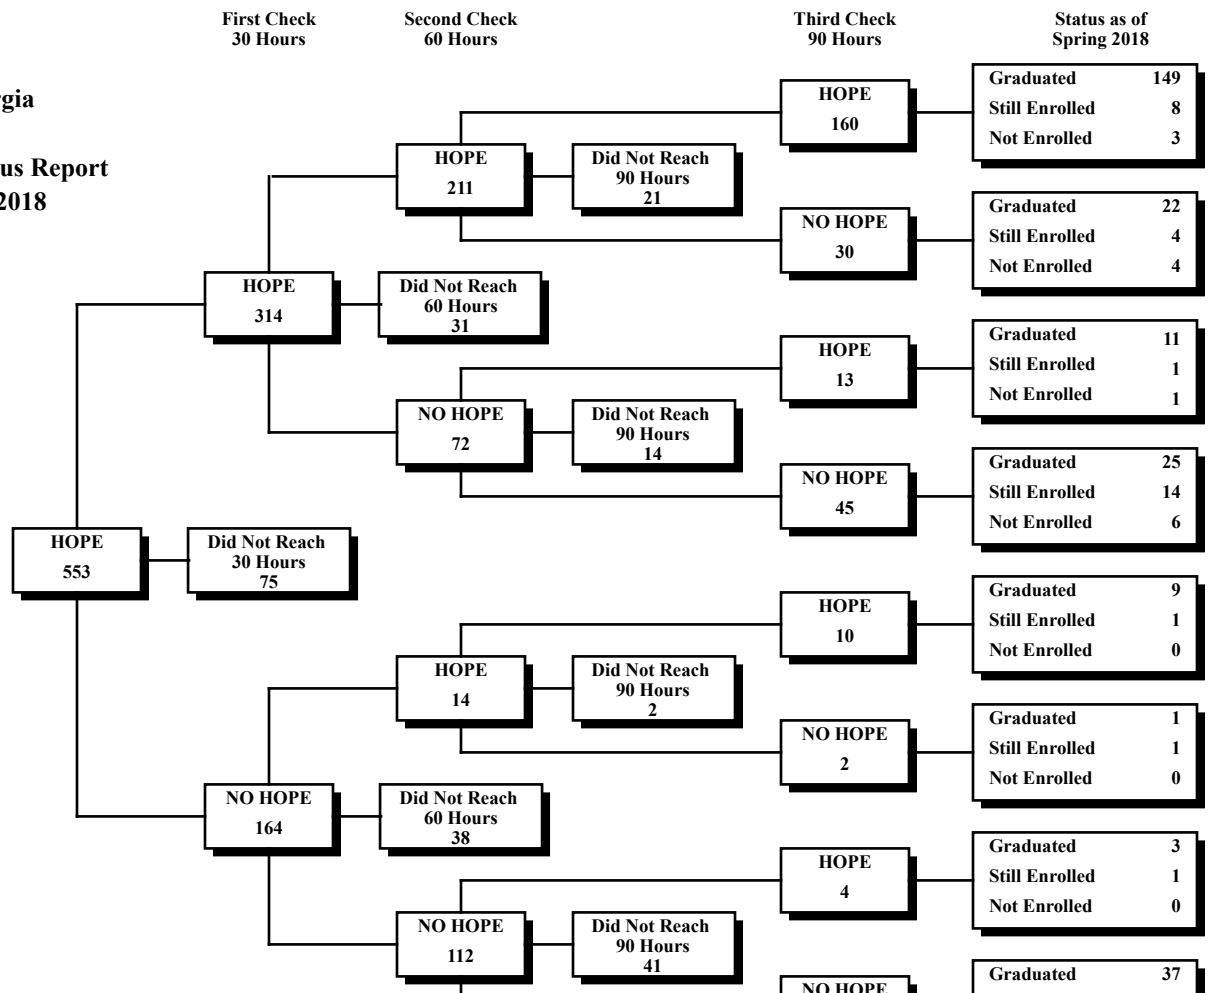 First Check
30 Hours
Second Check
60 Hours
Third Check
90 Hours
Status as of
Spring 2018
Report
2018
HOPE
160
Graduated 149
Still Enrolled 8
Not Enrolled 3
HOPE
211
Did Not Reach
90 Hours
21
NO HOPE
30
Graduated 22
Still Enrolled 4
Not Enrolled 4
HOPE
314
Did Not Reach
60 Hours
31
HOPE
13
Graduated 11
Still Enrolled 1
Not Enrolled 1
NO HOPE
72
Did Not Reach
90 Hours
14
NO HOPE
45
Graduated 25
Still Enrolled 14
Not Enrolled 6
HOPE
553
Did Not Reach
30 Hours
75
HOPE
10
Graduated 9
Still Enrolled 1
Not Enrolled 0
HOPE
14
Did Not Reach
90 Hours
2
NO HOPE
2
Graduated 1
Still Enrolled 1
Not Enrolled 0
NO HOPE
164
Did Not Reach
60 Hours
38
HOPE
4
Graduated 3
Still Enrolled 1
Not Enrolled 0
NO HOPE
112
Did Not Reach
90 Hours
41
NO HOPE
Graduated 37